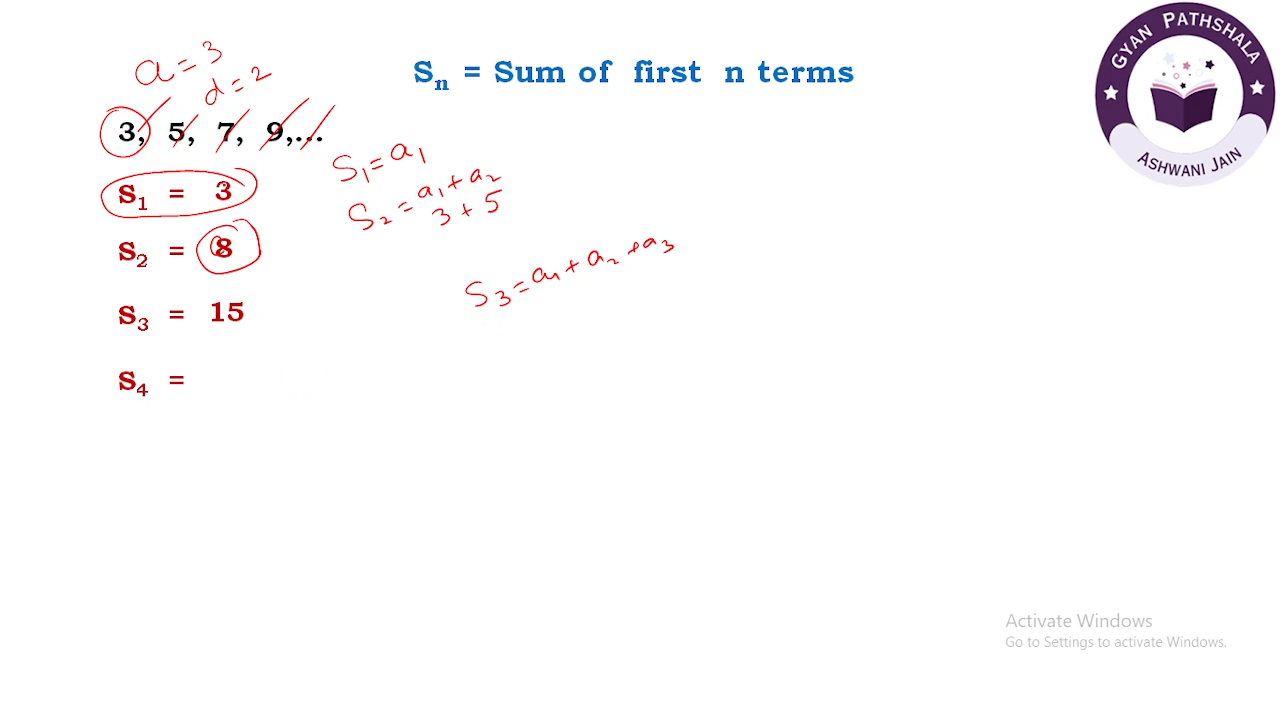 a = 3
d = 2
Sn = Sum of first n terms
3, 5, 7, 9,...
S1 = a1
S1 = 3
S2 = a1 + a2
3 + 5
S2 = 8
S3 = a1 + a2 + a3
S3 = 15
S4 =
GYAN PATHSHALA
ASHWANI JAIN
Activate Windows
Go to Settings to activate Windows.